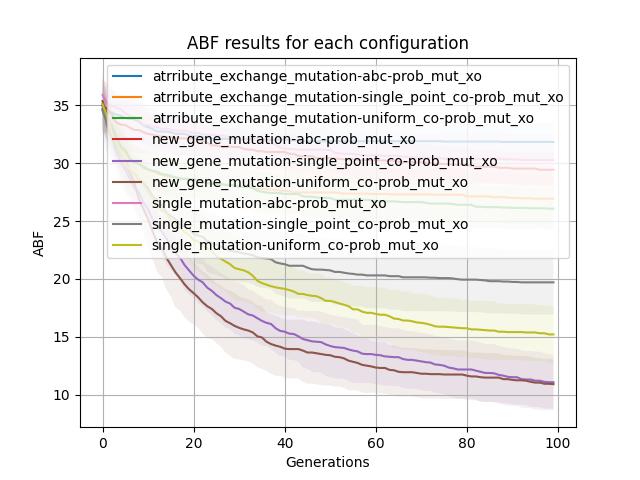 ABF results for each configuration
atrribute_exchange_mutation-abc-prob_mut_xo
atrribute_exchange_mutation-single_point_co-prob_mut_xo
atrribute_exchange_mutation-uniform_co-prob_mut_xo
new_gene_mutation-abc-prob_mut_xo
new_gene_mutation-single_point_co-prob_mut_xo
new_gene_mutation-uniform_co-prob_mut_xo
single_mutation-abc-prob_mut_xo
single_mutation-single_point_co-prob_mut_xo
single_mutation-uniform_co-prob_mut_xo
35
30
25
20
15
10
ABF
0 20 40 60 80 100
Generations